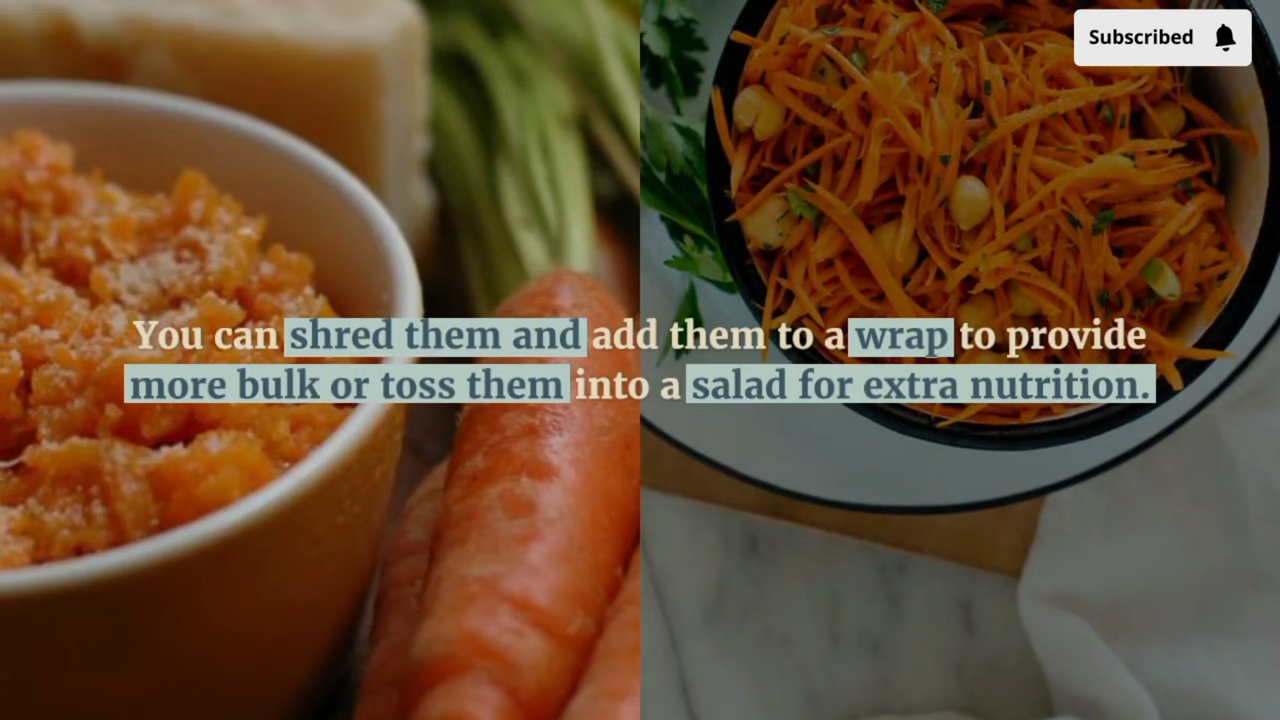 Subscribed
You can shred them and add them to a wrap to provide
more bulk or toss them into a salad for extra nutrition.